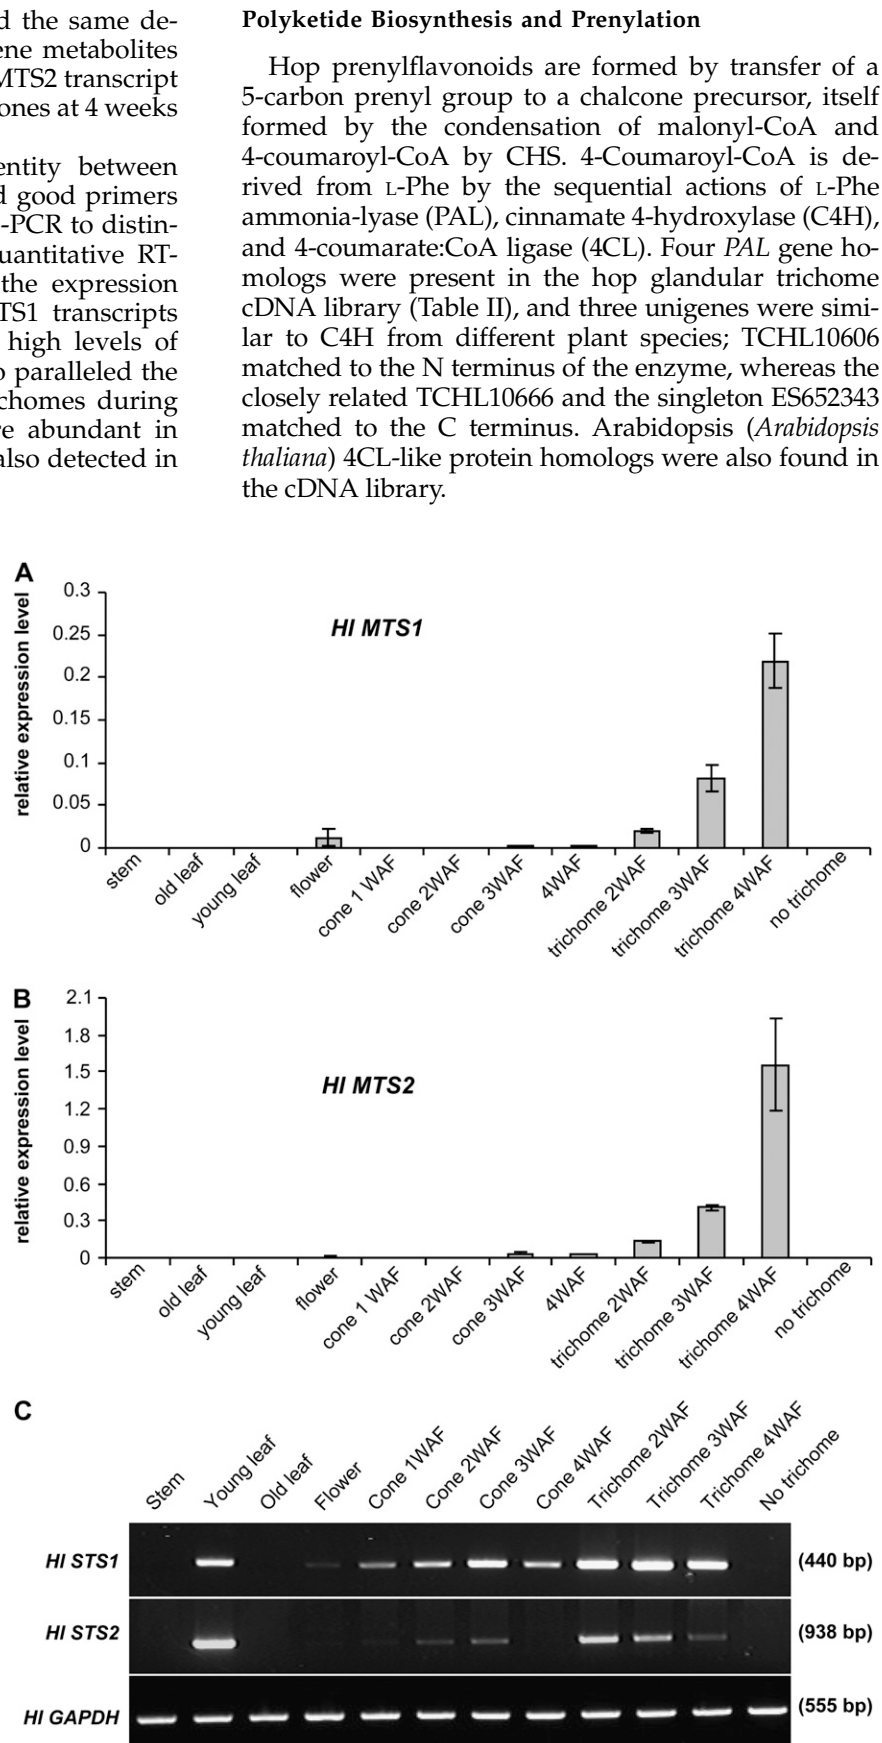 d the same de-
ene metabolites
MTS2 transcript
ones at 4 weeks
entity between
d good primers
-PCR to distin-
uantitative RT-
the expression
TS1 transcripts
high levels of
o paralleled the
chomes during
re abundant in
also detected in
Polyketide Biosynthesis and Prenylation
Hop prenylflavonoids are formed by transfer of a
5-carbon prenyl group to a chalcone precursor, itself
formed by the condensation of malonyl-CoA and
4-coumaroyl-CoA by CHS. 4-Coumaroyl-CoA is de-
rived from L-Phe by the sequential actions of L-Phe
ammonia-lyase (PAL), cinnamate 4-hydroxylase (C4H),
and 4-coumarate:CoA ligase (4CL). Four PAL gene ho-
mologs were present in the hop glandular trichome
cDNA library (Table II), and three unigenes were simi-
lar to C4H from different plant species; TCHL10606
matched to the N terminus of the enzyme, whereas the
closely related TCHL10666 and the singleton ES652343
matched to the C terminus. Arabidopsis (Arabidopsis
thaliana) 4CL-like protein homologs were also found in
the cDNA library.
A
relative expression level
0.3
0.25
0.2
0.15
0.1
0.05
0
Hl MTS1
stem
old leaf
young leaf
flower
cone 1 WAF
cone 2WAF
cone 3WAF
4WAF
trichome 2WAF
trichome 3WAF
trichome 4WAF
no trichome
B
relative expression level
2.1
1.8
1.5
1.2
0.9
0.6
0.3
0
Hl MTS2
stem
old leaf
young leaf
flower
cone 1 WAF
cone 2WAF
cone 3WAF
4WAF
trichome 2WAF
trichome 3WAF
trichome 4WAF
no trichome
C
Stem
Young leaf
Old leaf
Flower
Cone 1WAF
Cone 2WAF
Cone 3WAF
Cone 4WAF
Trichome 2WAF
Trichome 3WAF
Trichome 4WAF
No trichome
Hl STS1
(440 bp)
Hl STS2
(938 bp)
Hl GAPDH
(555 bp)